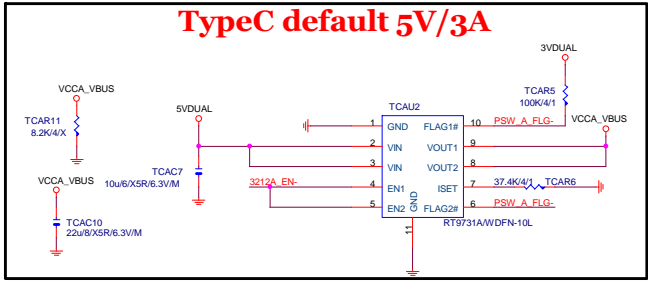 TypeC default 5V/3A
3VDUAL
VCCA_VBUS
TCAR11
8.2K/4/X
5VDUAL
TCAU2
TCAR5
100K/4/1
VCCA_VBUS
1 GND FLAG1# 10 PSW_A_FLG-
2 VIN VOUT1 9
3 VIN VOUT2 8
TCAC7
10u/6/X5R/6.3V/M
VCCA_VBUS
3212A_EN- 4 EN1 ISET 7 37.4K/4/1 TCAR6
5 EN2 GND FLAG2# 6 PSW_A_FLG-
11
RT9731A/WDFN-10L
TCAC10
22u/8/X5R/6.3V/M